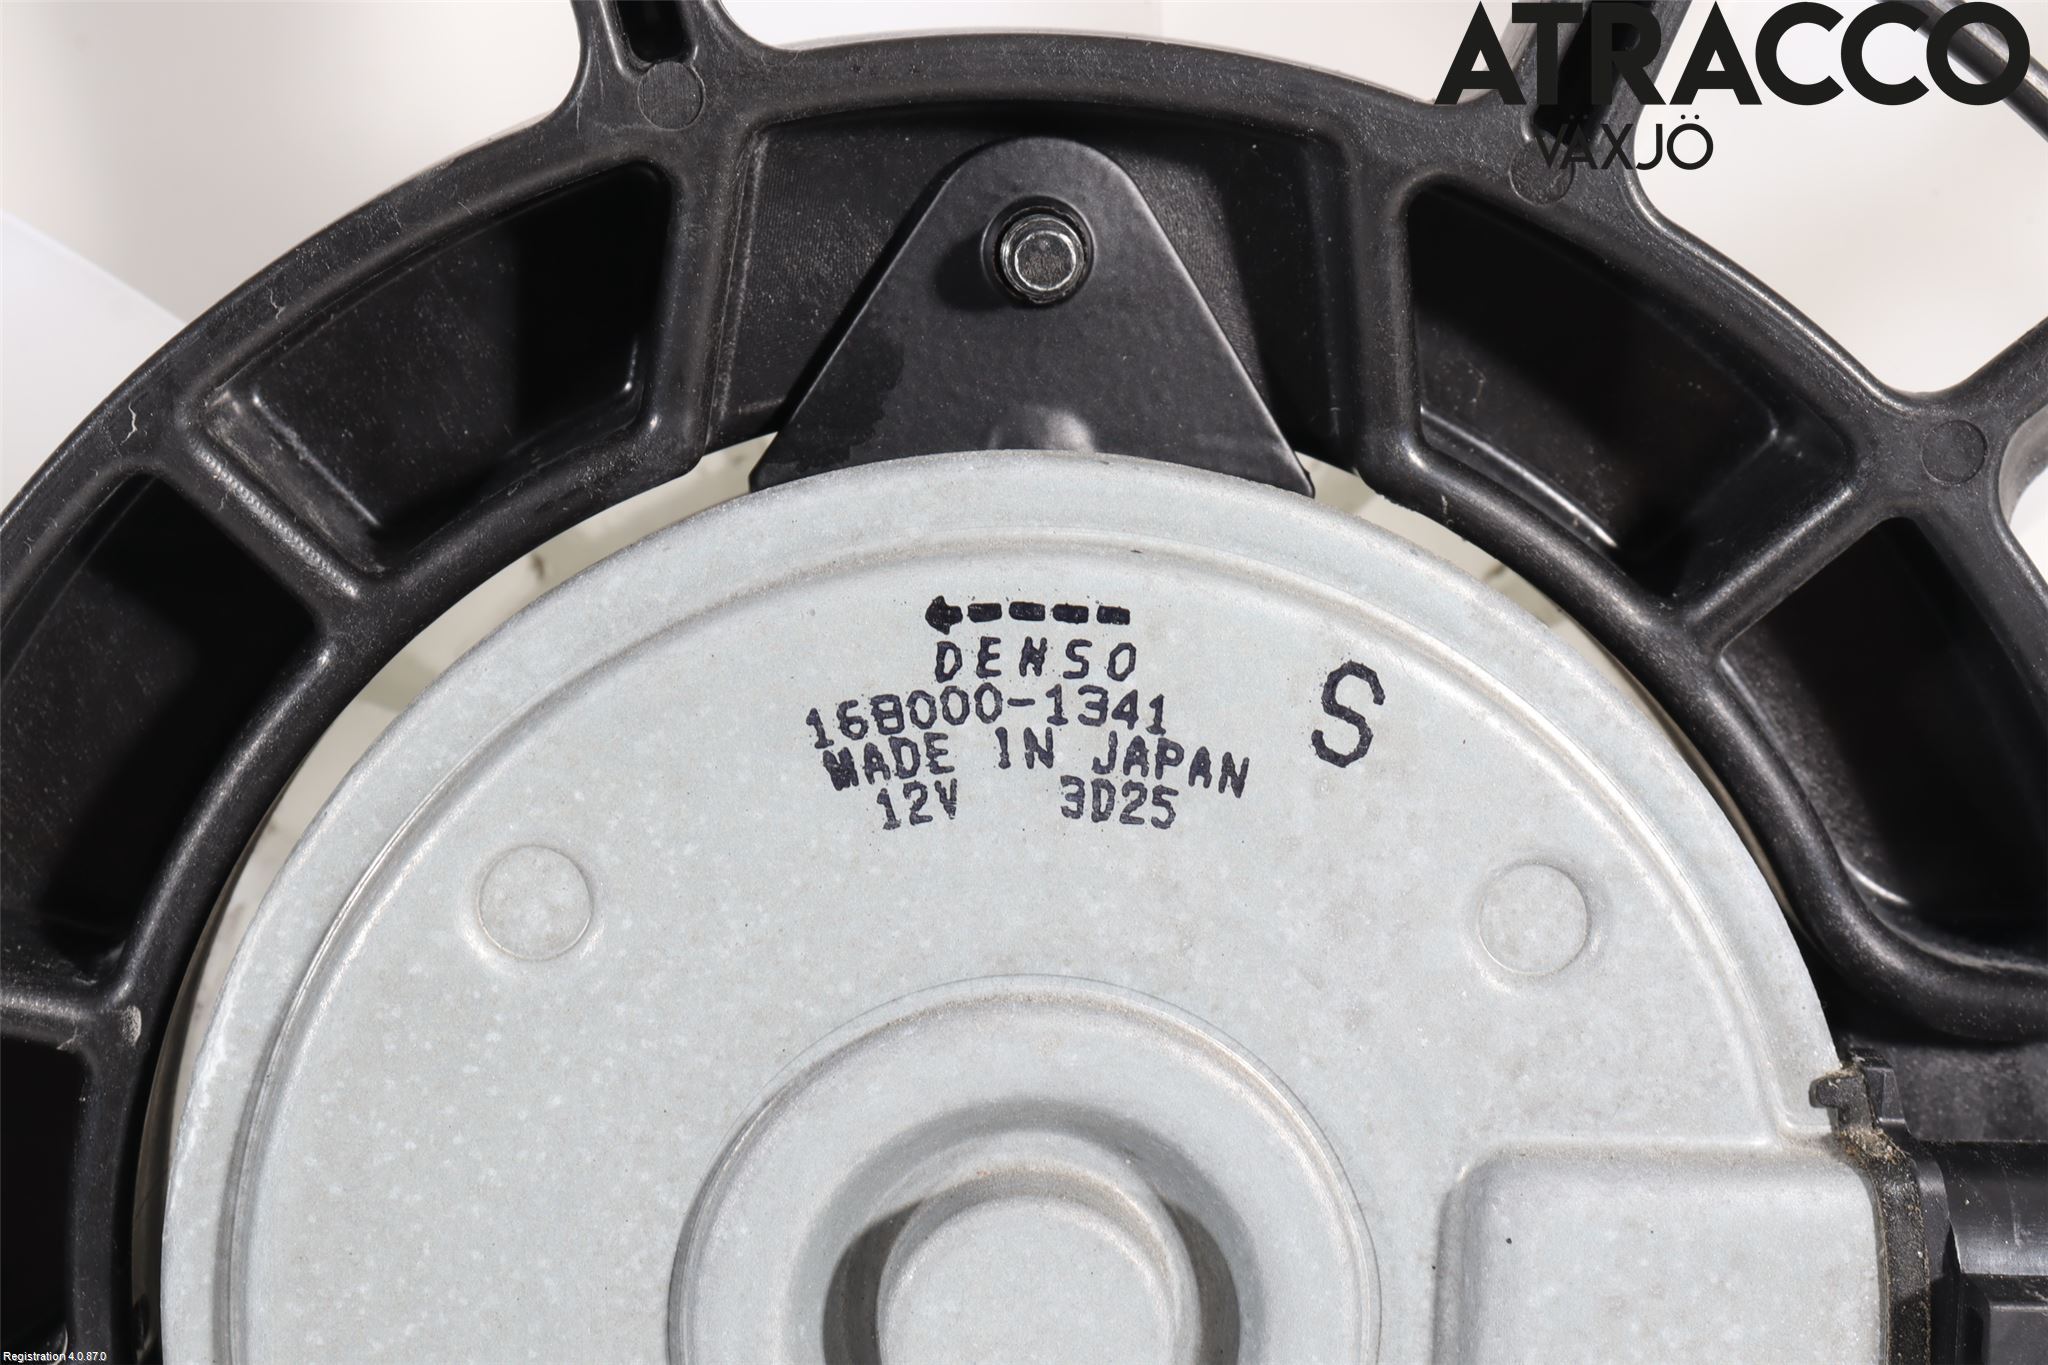 ATRACCO
VÄXJÖ
DENSO
168000-1341
S
MADE IN JAPAN
12V 3D25
Registration 4.0.87.0